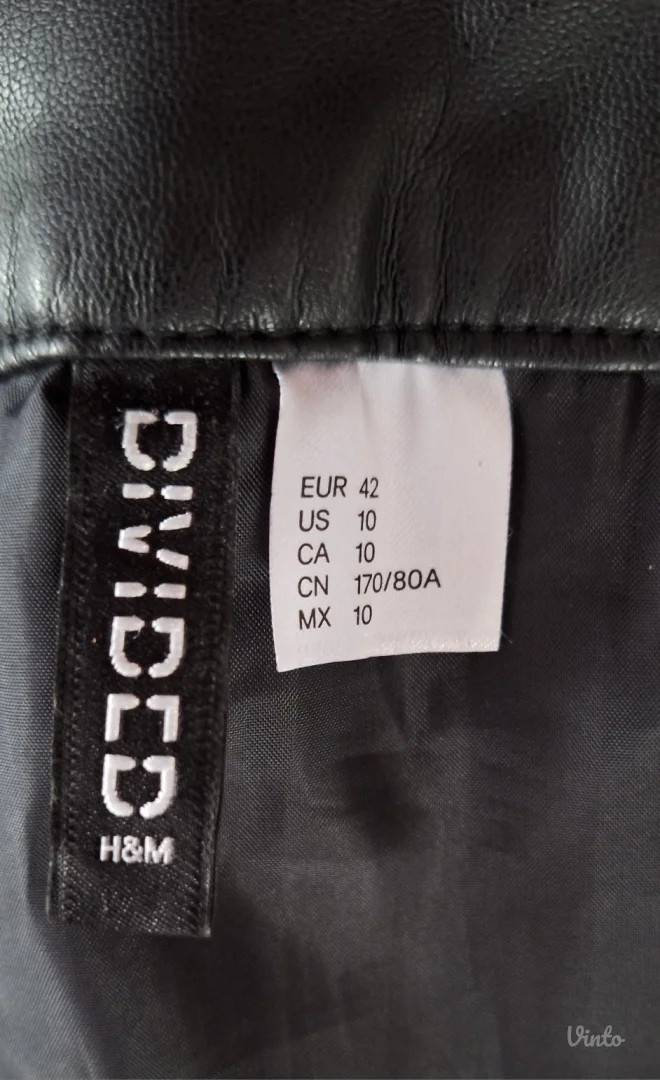 DIVIDED
H&M
EUR 42
US 10
CA 10
CN 170/80A
MX 10
Vinto